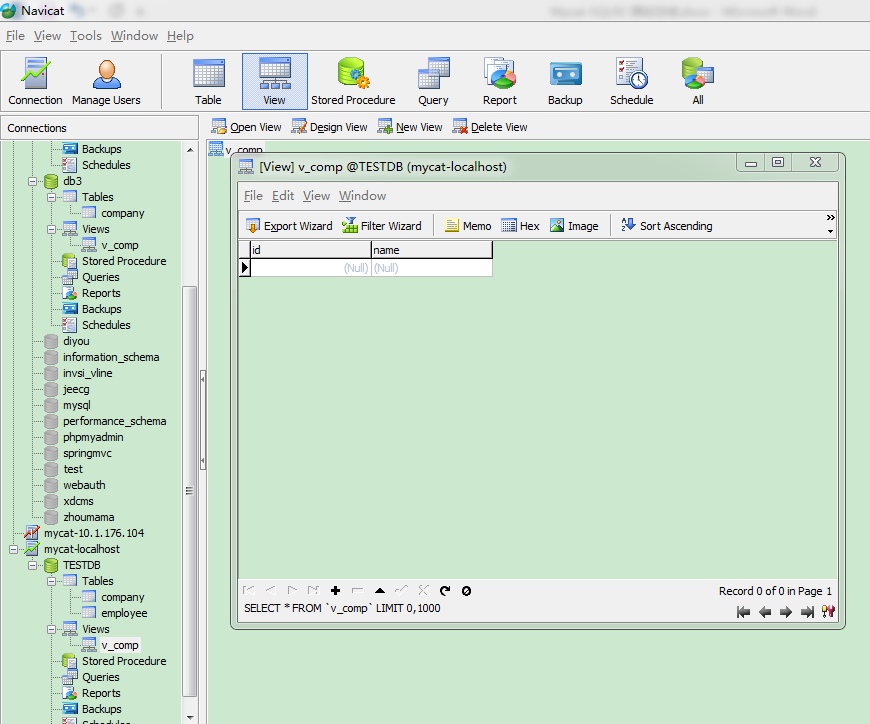 Navicat
File View Tools Window Help
Connection Manage Users Table View Stored Procedure Query Report Backup Schedule All
Connections
Open View Design View New View Delete View
Backups
Schedules
db3
Tables
company
Views
v_comp
Stored Procedure
Queries
Reports
Backups
Schedules
diyou
information_schema
invsi_vline
jeecg
mysql
performance_schema
phpmyadmin
springmvc
test
webauth
xdcms
zhoumama
mycat-10.1.176.104
mycat-localhost
TESTDB
Tables
company
employee
Views
v_comp
Stored Procedure
Queries
Reports
Backups
Schedules
v_comp
[View] v_comp @TESTDB (mycat-localhost)
File Edit View Window
Export Wizard Filter Wizard Memo Hex Image Sort Ascending
id name
(Null) (Null)
Record 0 of 0 in Page 1
SELECT * FROM `v_comp` LIMIT 0,1000